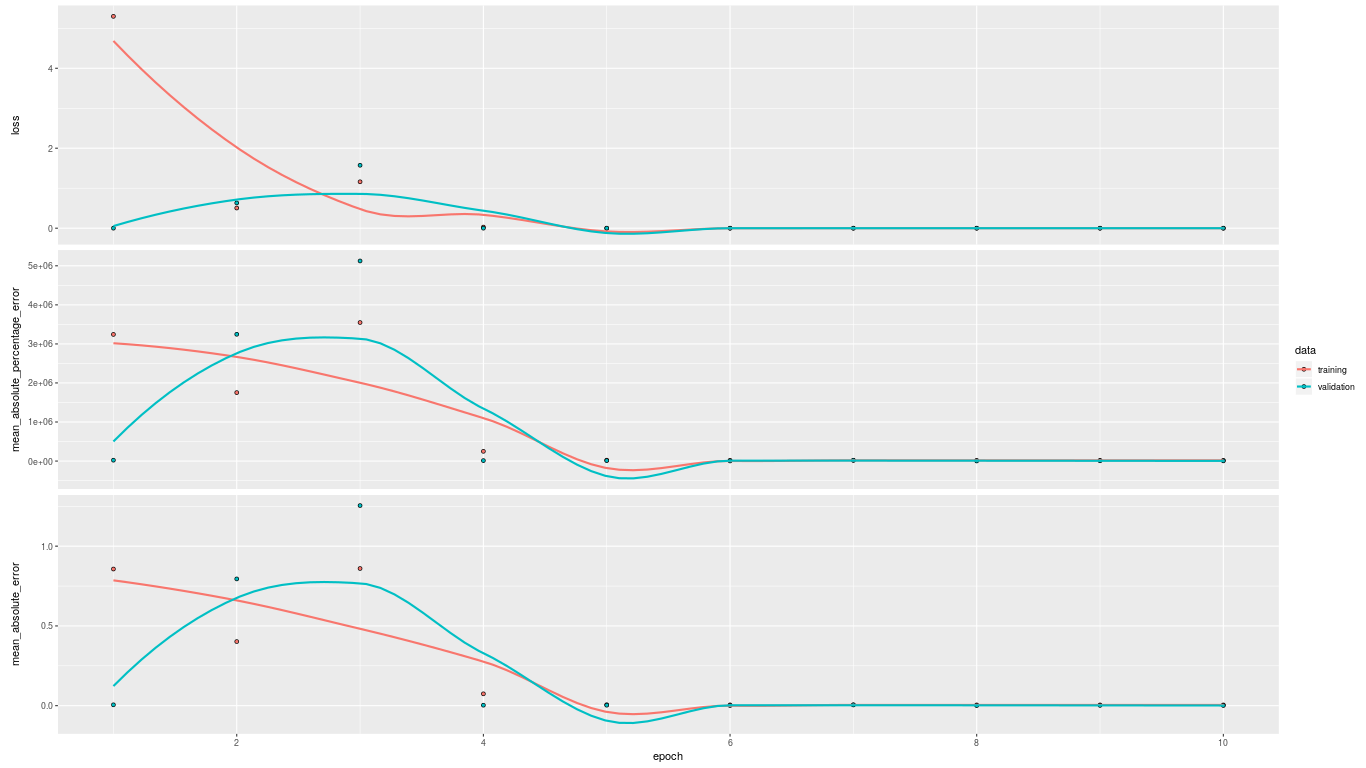 loss
4
2
0
mean_absolute_percentage_error
5e+06
4e+06
3e+06
2e+06
1e+06
0e+00
mean_absolute_error
1.0
0.5
0.0
2 4 6 8 10
epoch
data
training
validation